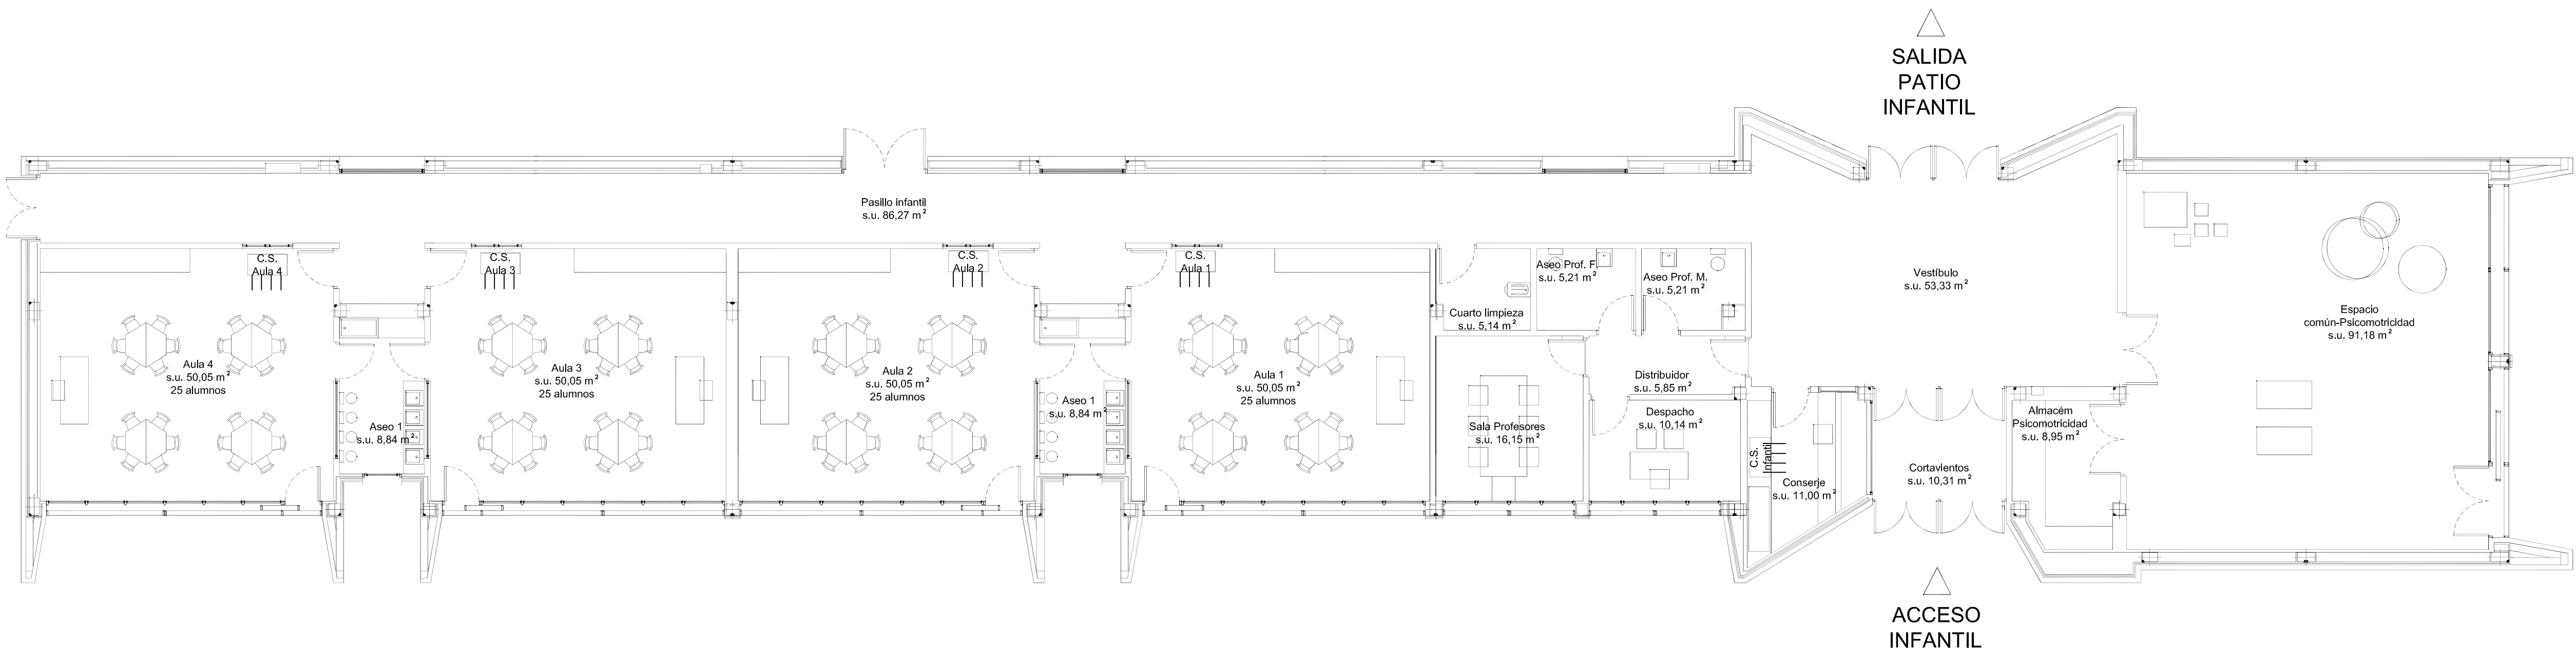 SALIDA
PATIO
INFANTIL
Pasillo infantil
s.u. 86,27 m²
C.S.
Aula 4
C.S.
Aula 3
C.S.
Aula 2
C.S.
Aula 1
Aula 4
s.u. 50,05 m²
25 alumnos
Aseo 1
s.u. 8,84 m²
Aula 3
s.u. 50,05 m²
25 alumnos
Aula 2
s.u. 50,05 m²
25 alumnos
Aseo 1
s.u. 8,84 m²
Aula 1
s.u. 50,05 m²
25 alumnos
Cuarto limpieza
s.u. 5,14 m²
Aseo Prof. F.
s.u. 5,21 m²
Aseo Prof. M.
s.u. 5,21 m²
Distribuidor
s.u. 5,85 m²
Sala Profesores
s.u. 16,15 m²
Despacho
s.u. 10,14 m²
C.S.
Infantil
Conserje
s.u. 11,00 m²
Vestíbulo
s.u. 53,33 m²
Cortavientos
s.u. 10,31 m²
Almacém
Psicomotricidad
s.u. 8,95 m²
Espacio
común-Psicomotricidad
s.u. 91,18 m²
ACCESO
INFANTIL